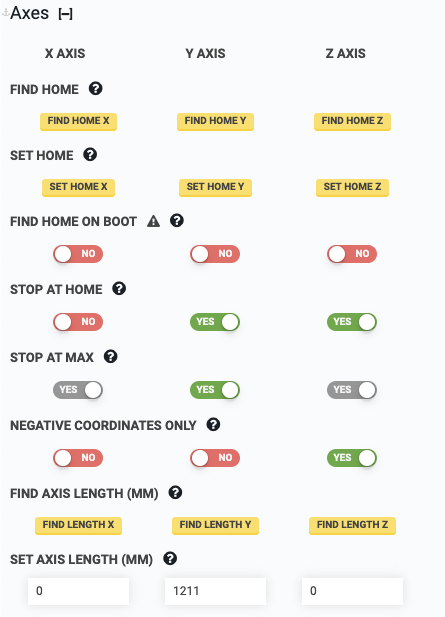 Axes [–]
X AXIS Y AXIS Z AXIS
FIND HOME ?
FIND HOME X FIND HOME Y FIND HOME Z
SET HOME ?
SET HOME X SET HOME Y SET HOME Z
FIND HOME ON BOOT ?
NO NO NO
STOP AT HOME ?
NO YES YES
STOP AT MAX ?
YES YES YES
NEGATIVE COORDINATES ONLY ?
NO NO YES
FIND AXIS LENGTH (MM) ?
FIND LENGTH X FIND LENGTH Y FIND LENGTH Z
SET AXIS LENGTH (MM) ?
0 1211 0